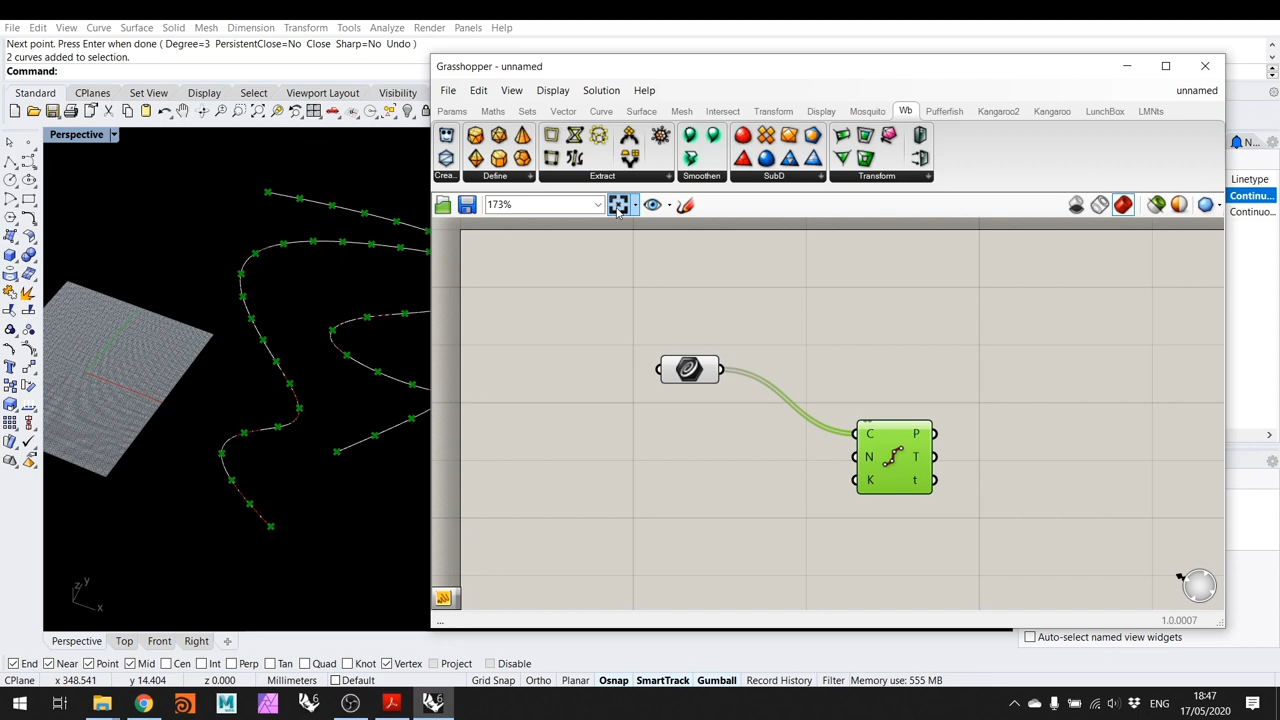 File Edit View Curve Surface Solid Mesh Dimension Transform Tools Analyze Render Panels Help
Next point. Press Enter when done ( Degree=3 PersistentClose=No Close Sharp=No Undo )
2 curves added to selection.
Command:
Standard CPlanes Set View Display Select Viewport Layout Visibility
Perspective
z y
x
Grasshopper - unnamed
File Edit View Display Solution Help unnamed
Params Maths Sets Vector Curve Surface Mesh Intersect Transform Display Mosquito Wb Pufferfish Kangaroo2 Kangaroo LunchBox LMNts
Crea... Define Extract Smoothen SubD Transform
173%
C P
N T
K t
...
1.0.0007
N...
Linetype
Continu...
Continuo...
Auto-select named view widgets
Perspective Top Front Right
End Near Point Mid Cen Int Perp Tan Quad Knot Vertex Project Disable
CPlane x 348.541 y 14.404 z 0.000 Millimeters Default Grid Snap Ortho Planar Osnap SmartTrack Gumball Record History Filter Memory use: 555 MB
ENG
18:47
17/05/2020